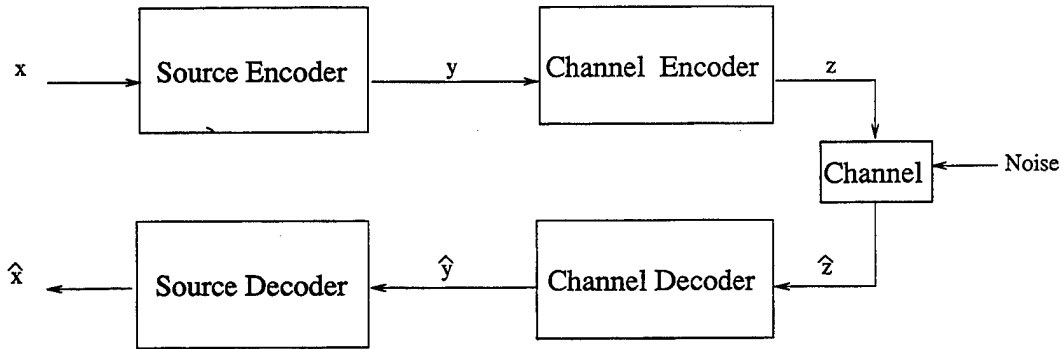 x
Source Encoder
y
Channel Encoder
z
Channel
Noise
x̂
Source Decoder
ŷ
Channel Decoder
ẑ